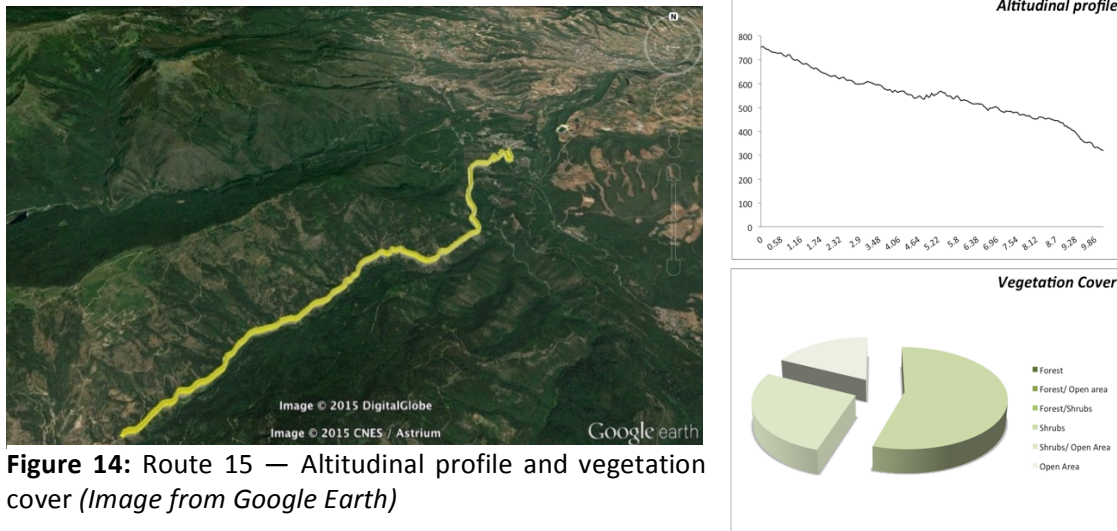 N
Image © 2015 DigitalGlobe
Image © 2015 CNES / Astrium
Google earth
Figure 14: Route 15 — Altitudinal profile and vegetation
cover (Image from Google Earth)
Altitudinal profile
800
700
600
500
400
300
200
100
0
0 0.58 1.16 1.74 2.32 2.9 3.48 4.06 4.64 5.22 5.8 6.38 6.96 7.54 8.12 8.7 9.28 9.86
Vegetation Cover
Forest
Forest/ Open area
Forest/Shrubs
Shrubs
Shrubs/ Open Area
Open Area